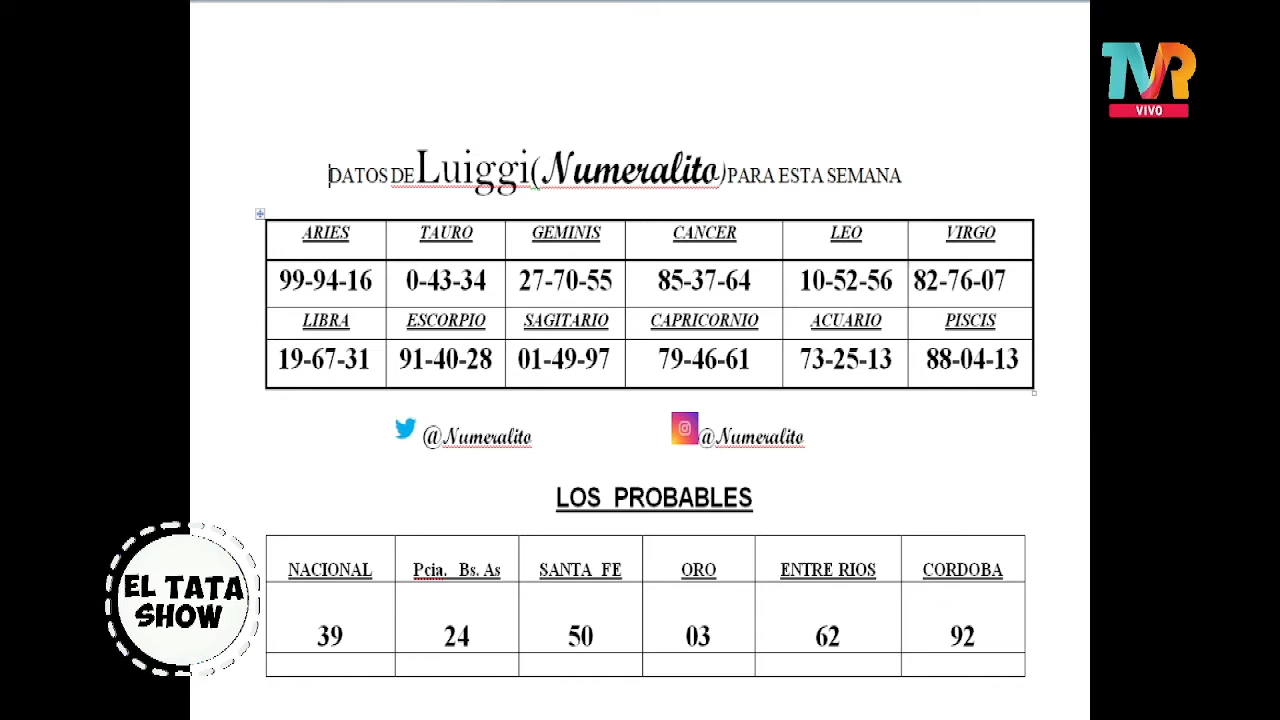 TVR
VIVO
DATOS DE Luiggi(Numeralito) PARA ESTA SEMANA
ARIES TAURO GEMINIS CANCER LEO VIRGO
99-94-16 0-43-34 27-70-55 85-37-64 10-52-56 82-76-07
LIBRA ESCORPIO SAGITARIO CAPRICORNIO ACUARIO PISCIS
19-67-31 91-40-28 01-49-97 79-46-61 73-25-13 88-04-13
@Numeralito @Numeralito
LOS PROBABLES
NACIONAL Pcia. Bs. As SANTA FE ORO ENTRE RIOS CORDOBA
39 24 50 03 62 92
EL TATA
SHOW